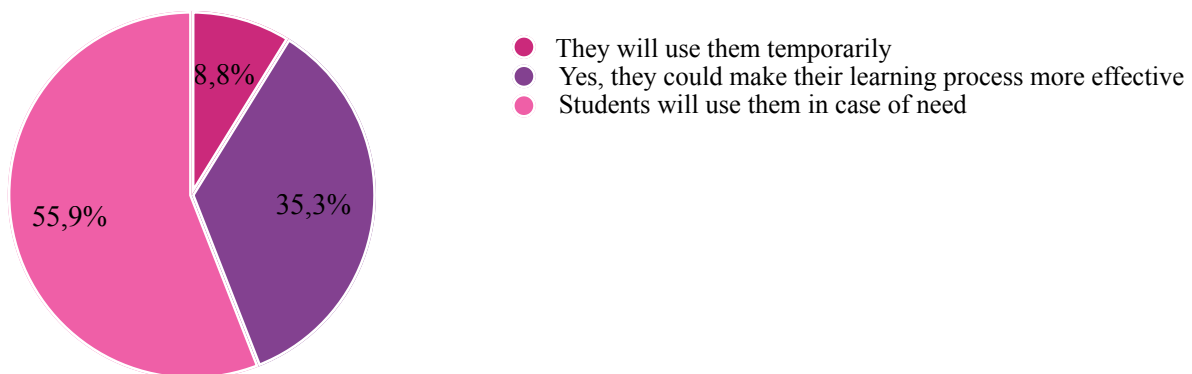 8,8%
35,3%
55,9%
They will use them temporarily
Yes, they could make their learning process more effective
Students will use them in case of need